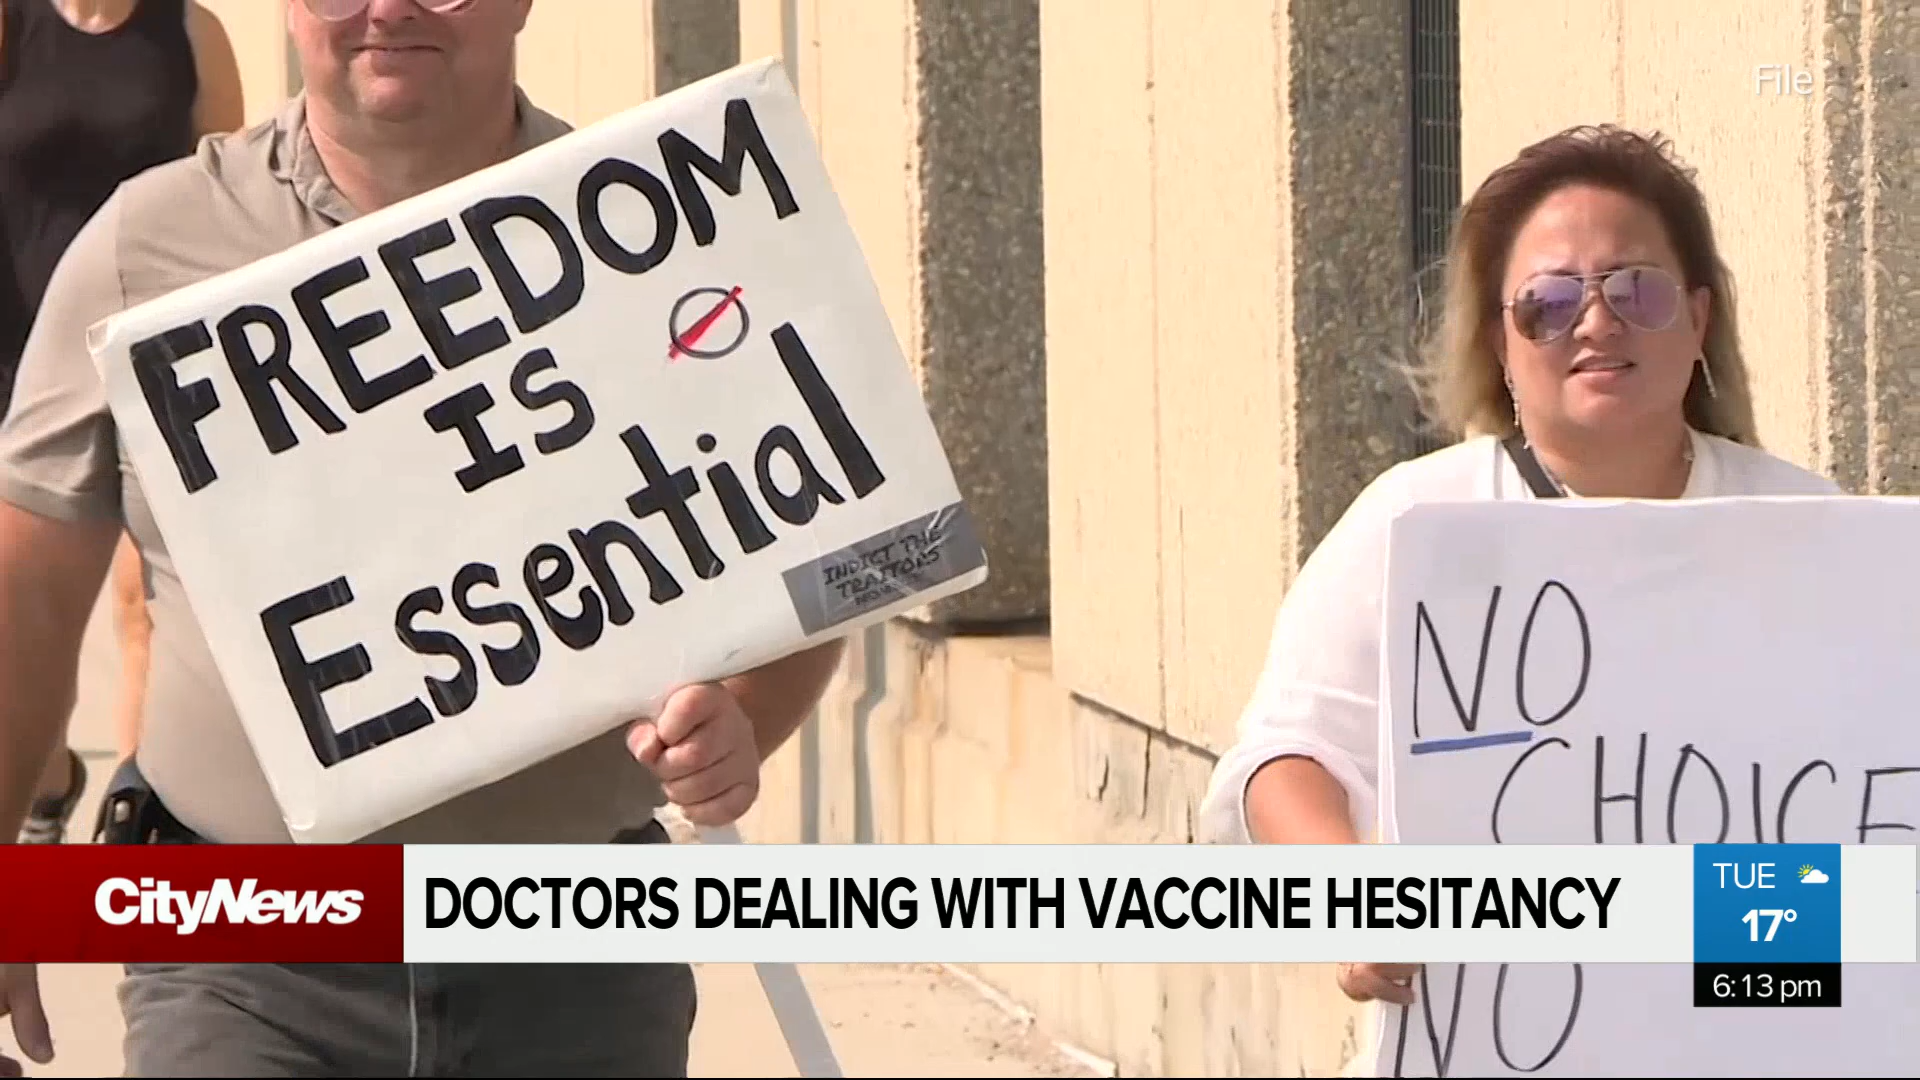 File
FREEDOM
IS
Essential
INDICT THE
TRAITORS
NO
CHOICE
NO
CityNews
DOCTORS DEALING WITH VACCINE HESITANCY
TUE
17°
6:13 pm